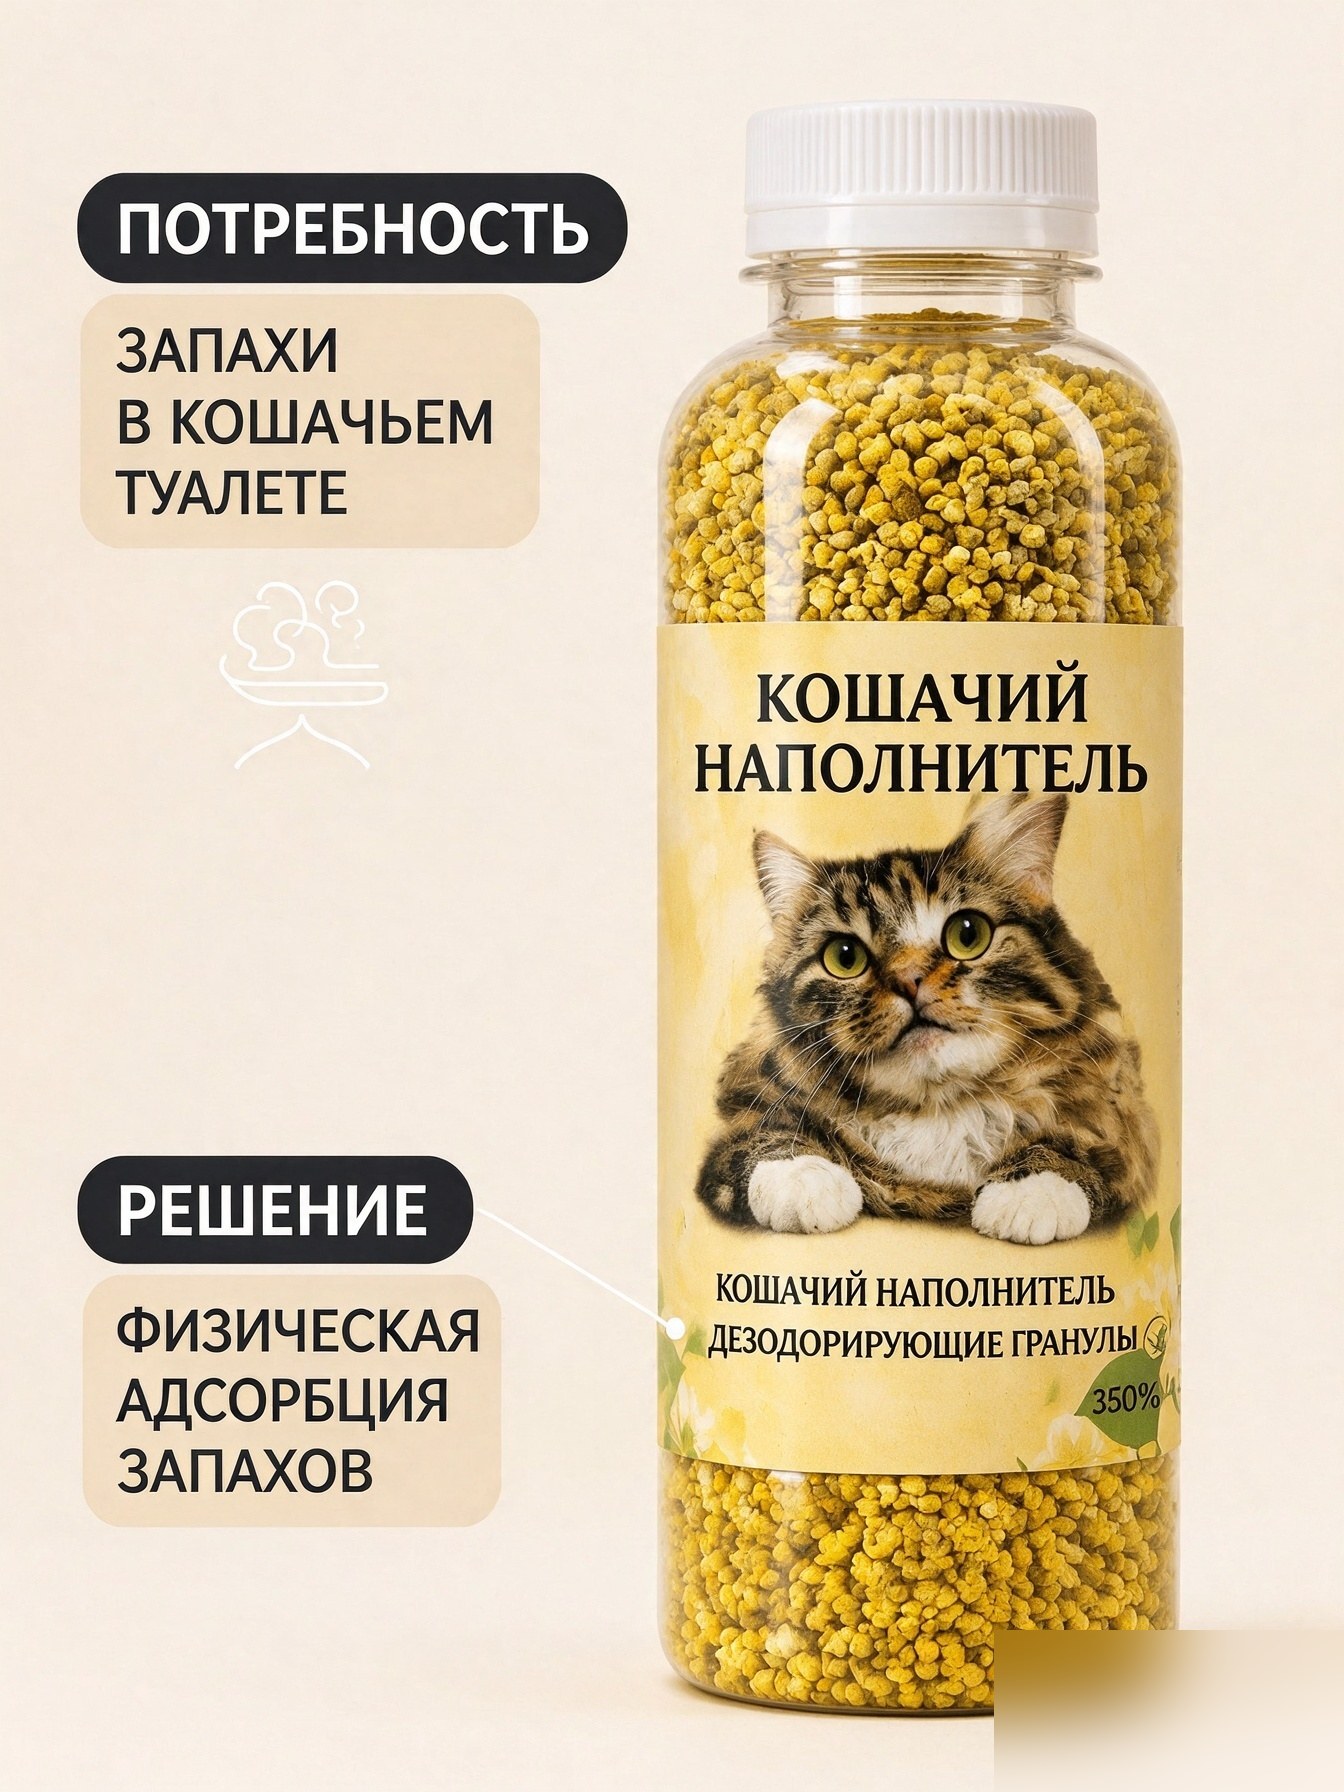 ПОТРЕБНОСТЬ
ЗАПАХИ
В КОШАЧЬЕМ
ТУАЛЕТЕ
РЕШЕНИЕ
ФИЗИЧЕСКАЯ
АДСОРБЦИЯ
ЗАПАХОВ
КОШАЧИЙ
НАПОЛНИТЕЛЬ
КОШАЧИЙ НАПОЛНИТЕЛЬ
ДЕЗОДОРИРУЮЩИЕ ГРАНУЛЫ
350%